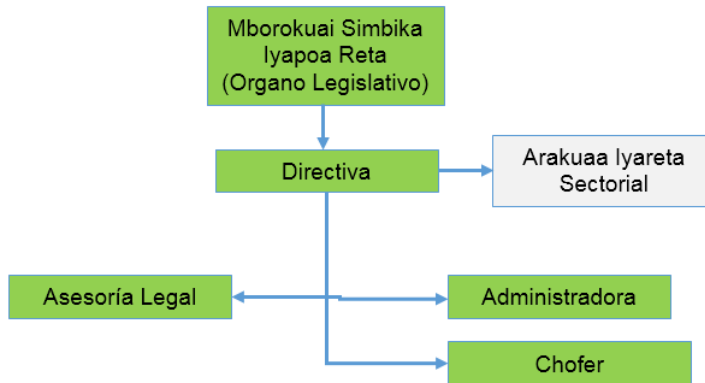 Mborokuai Simbika
Iyapoa Reta
(Organo Legislativo)
Directiva
Arakuaa Iyareta
Sectorial
Asesoría Legal
Administradora
Chofer